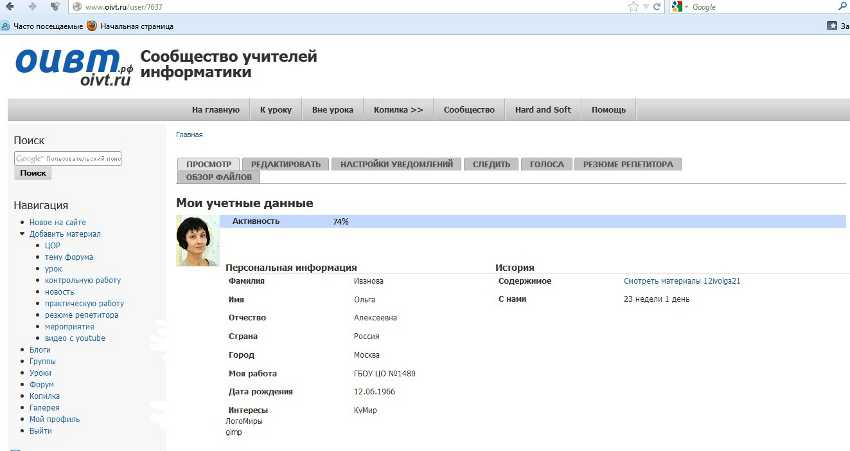 www.oivt.ru/user/7637
Google
Часто посещаемые Начальная страница За
оивт.рф
oivt.ru
Сообщество учителей
информатики
На главную К уроку Вне урока Копилка >> Сообщество Hard and Soft Помощь
Поиск
Google™ Пользовательский поис
Поиск
Навигация
Новое на сайте
Добавить материал
ЦОР
тему форума
урок
контрольную работу
новость
практическую работу
резюме репетитора
мероприятие
видео с youtube
Блоги
Группы
Уроки
Форум
Копилка
Галерея
Мой профиль
Выйти
Главная
ПРОСМОТР РЕДАКТИРОВАТЬ НАСТРОЙКИ УВЕДОМЛЕНИЙ СЛЕДИТЬ ГОЛОСА РЕЗЮМЕ РЕПЕТИТОРА
ОБЗОР ФАЙЛОВ
Мои учетные данные
Активность 74%
Персональная информация
Фамилия Иванова
Имя Ольга
Отчество Алексеевна
Страна Россия
Город Москва
Моя работа ГБОУ ЦО №1489
Дата рождения 12.06.1966
Интересы КуМир
ЛогоМиры
gimp
История
Содержимое Смотреть материалы 12ivolga21
С нами 23 недели 1 день